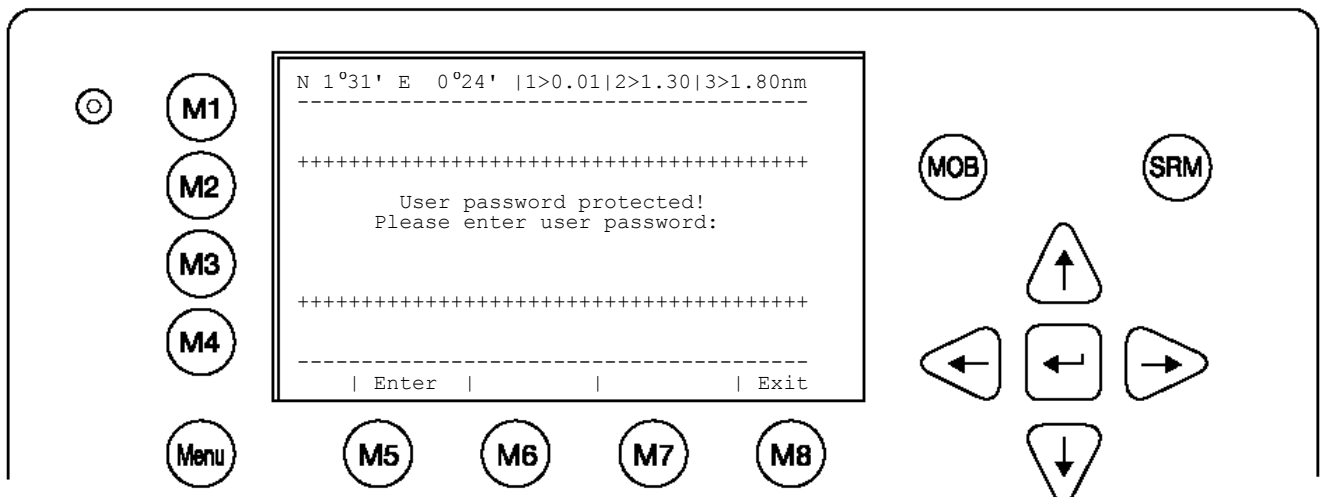 N 1°31' E  0°24' |1>0.01|2>1.30|3>1.80nm
----------------------------------------
++++++++++++++++++++++++++++++++++++++++
User password protected!
Please enter user password:
++++++++++++++++++++++++++++++++++++++++
----------------------------------------
| Enter |         |         | Exit
M1
M2
M3
M4
Menu
M5
M6
M7
M8
MOB
SRM